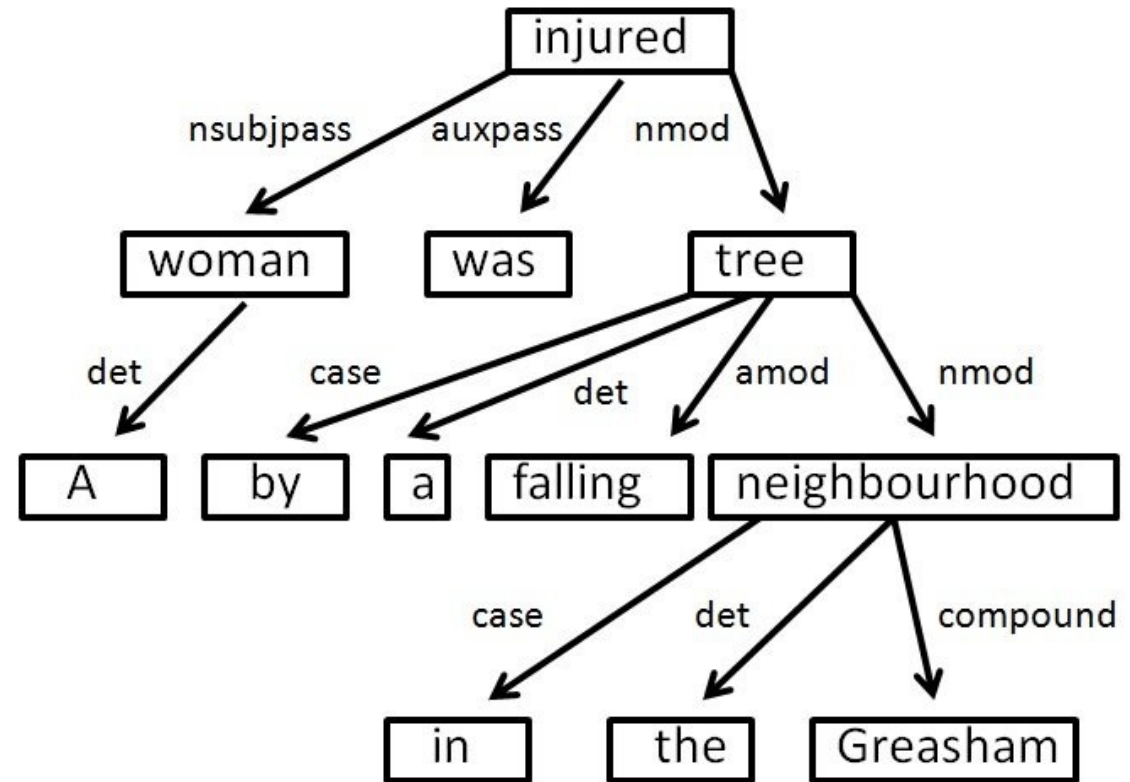 injured
nsubjpass auxpass nmod
woman was tree
det case det amod nmod
A by a falling neighbourhood
case det compound
in the Greasham